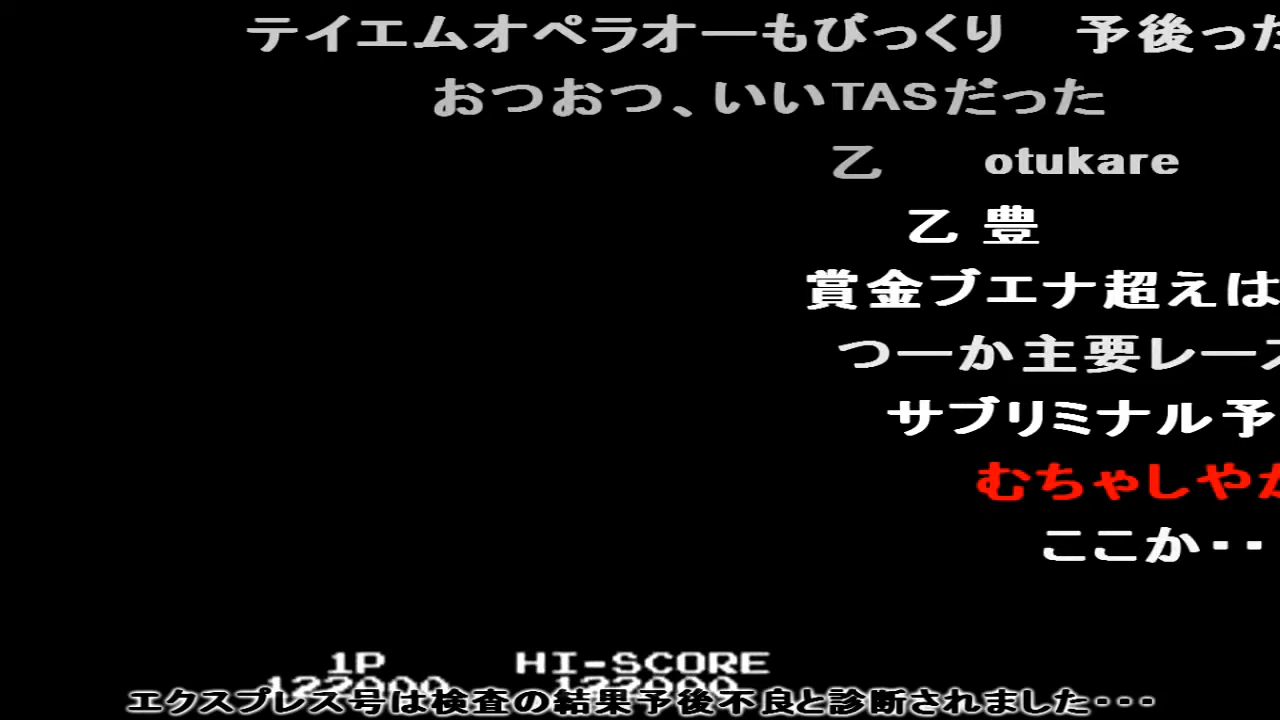 テイエムオペラオーもびっくり　予後った
おつおつ、いいTASだった
乙　otukare
乙 豊
賞金ブエナ超えは
つーか主要レース
サブリミナル予
むちゃしやが
ここか・・
1P HI-SCORE
122000 122000
エクスプレス号は検査の結果予後不良と診断されました・・・